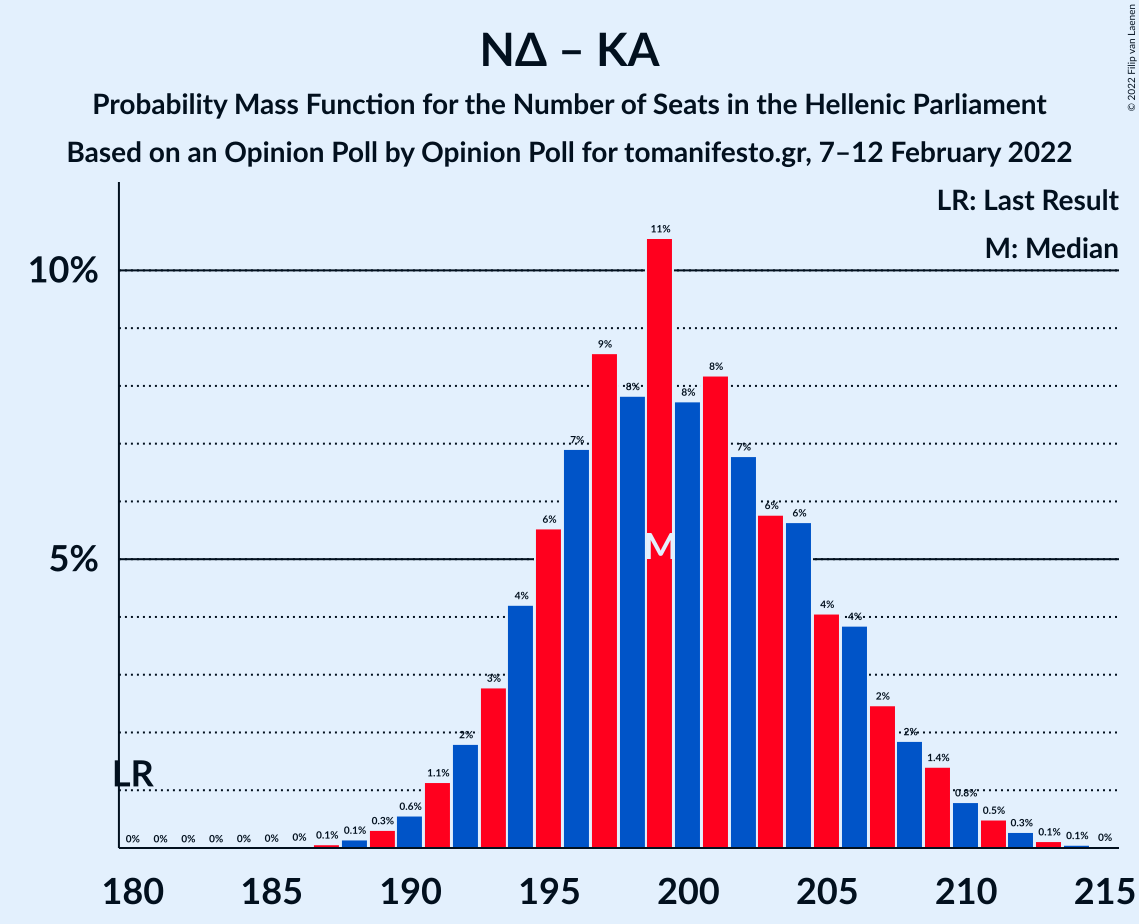 ΝΔ – ΚΑ
Probability Mass Function for the Number of Seats in the Hellenic Parliament
Based on an Opinion Poll by Opinion Poll for tomanifesto.gr, 7–12 February 2022
© 2022 Filip van Laenen
LR: Last Result
M: Median
10%
5%
LR
M
0% 0% 0% 0% 0% 0% 0% 0.1% 0.1% 0.3% 0.6% 1.1% 2% 3% 4% 6% 7% 9% 8% 11% 8% 8% 7% 6% 6% 4% 4% 2% 2% 1.4% 0.8% 0.5% 0.3% 0.1% 0.1% 0%
180 185 190 195 200 205 210 215